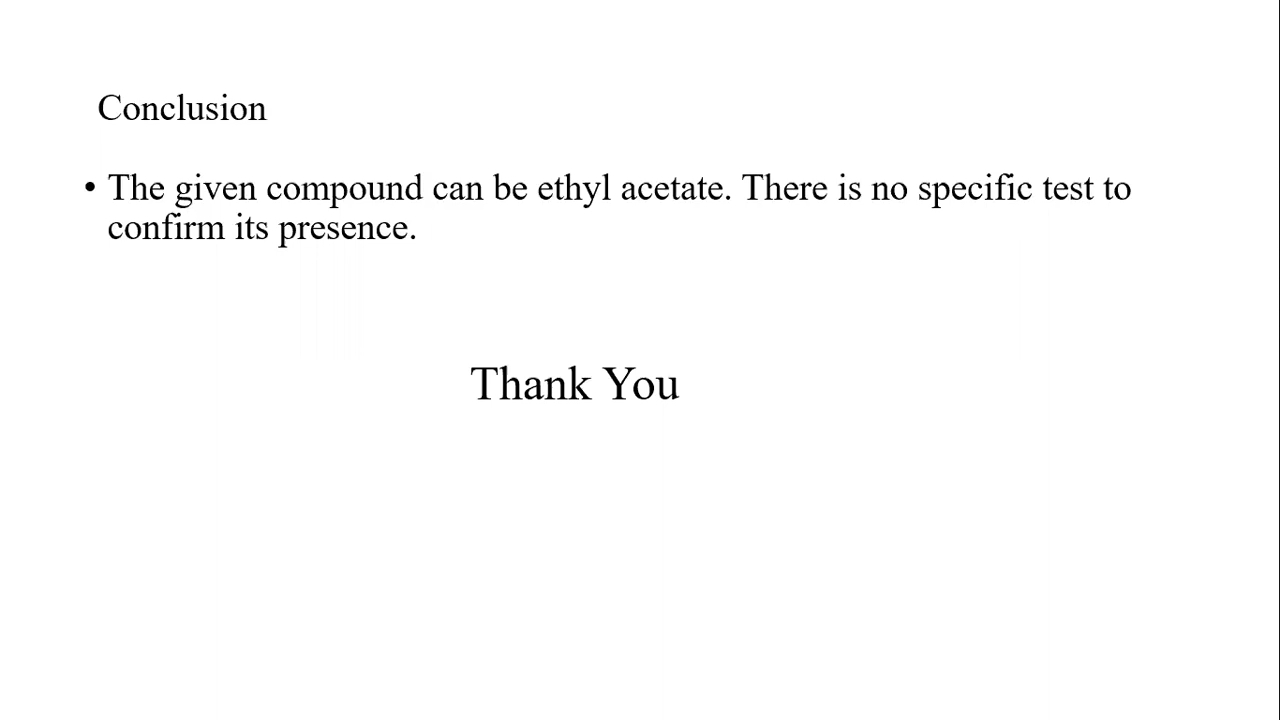 Conclusion
• The given compound can be ethyl acetate. There is no specific test to
confirm its presence.
Thank You